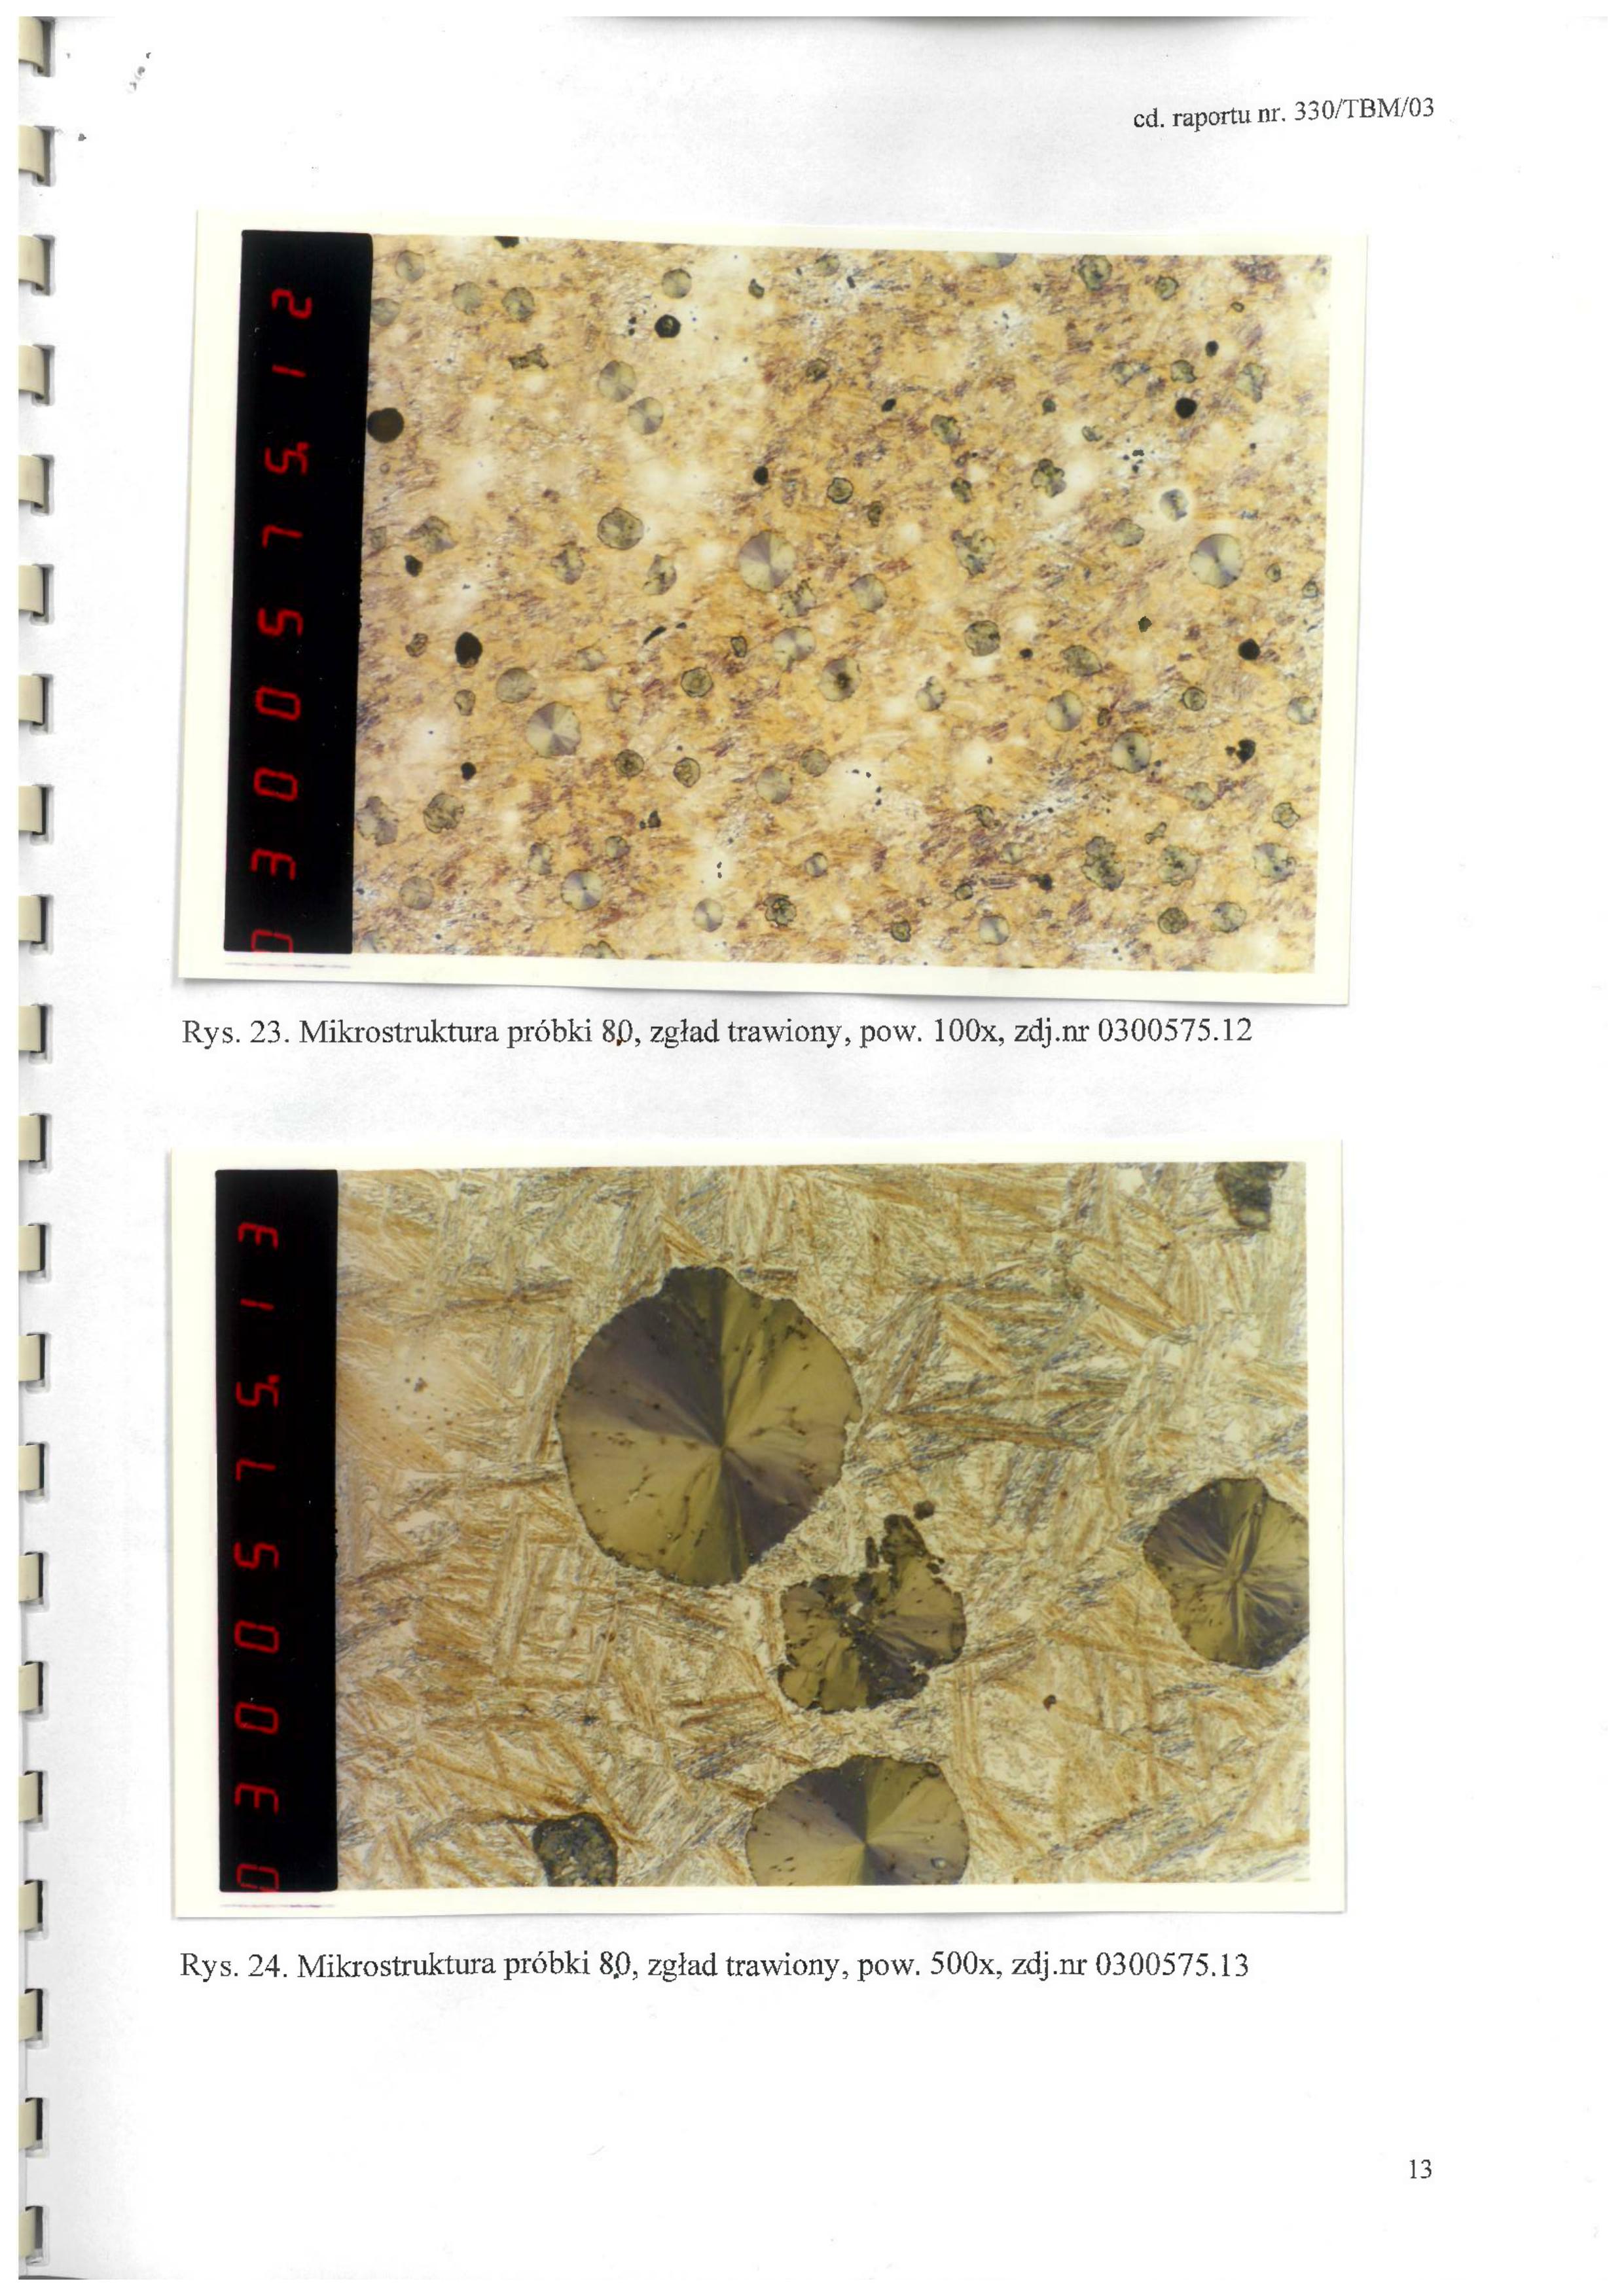 cd. raportu nr. 330/TBM/03
0300575.12
Rys. 23. Mikrostruktura próbki 8,0, zgład trawiony, pow. 100x, zdj.nr 0300575.12
0300575.13
Rys. 24. Mikrostruktura próbki 8,0, zgład trawiony, pow. 500x, zdj.nr 0300575.13
13